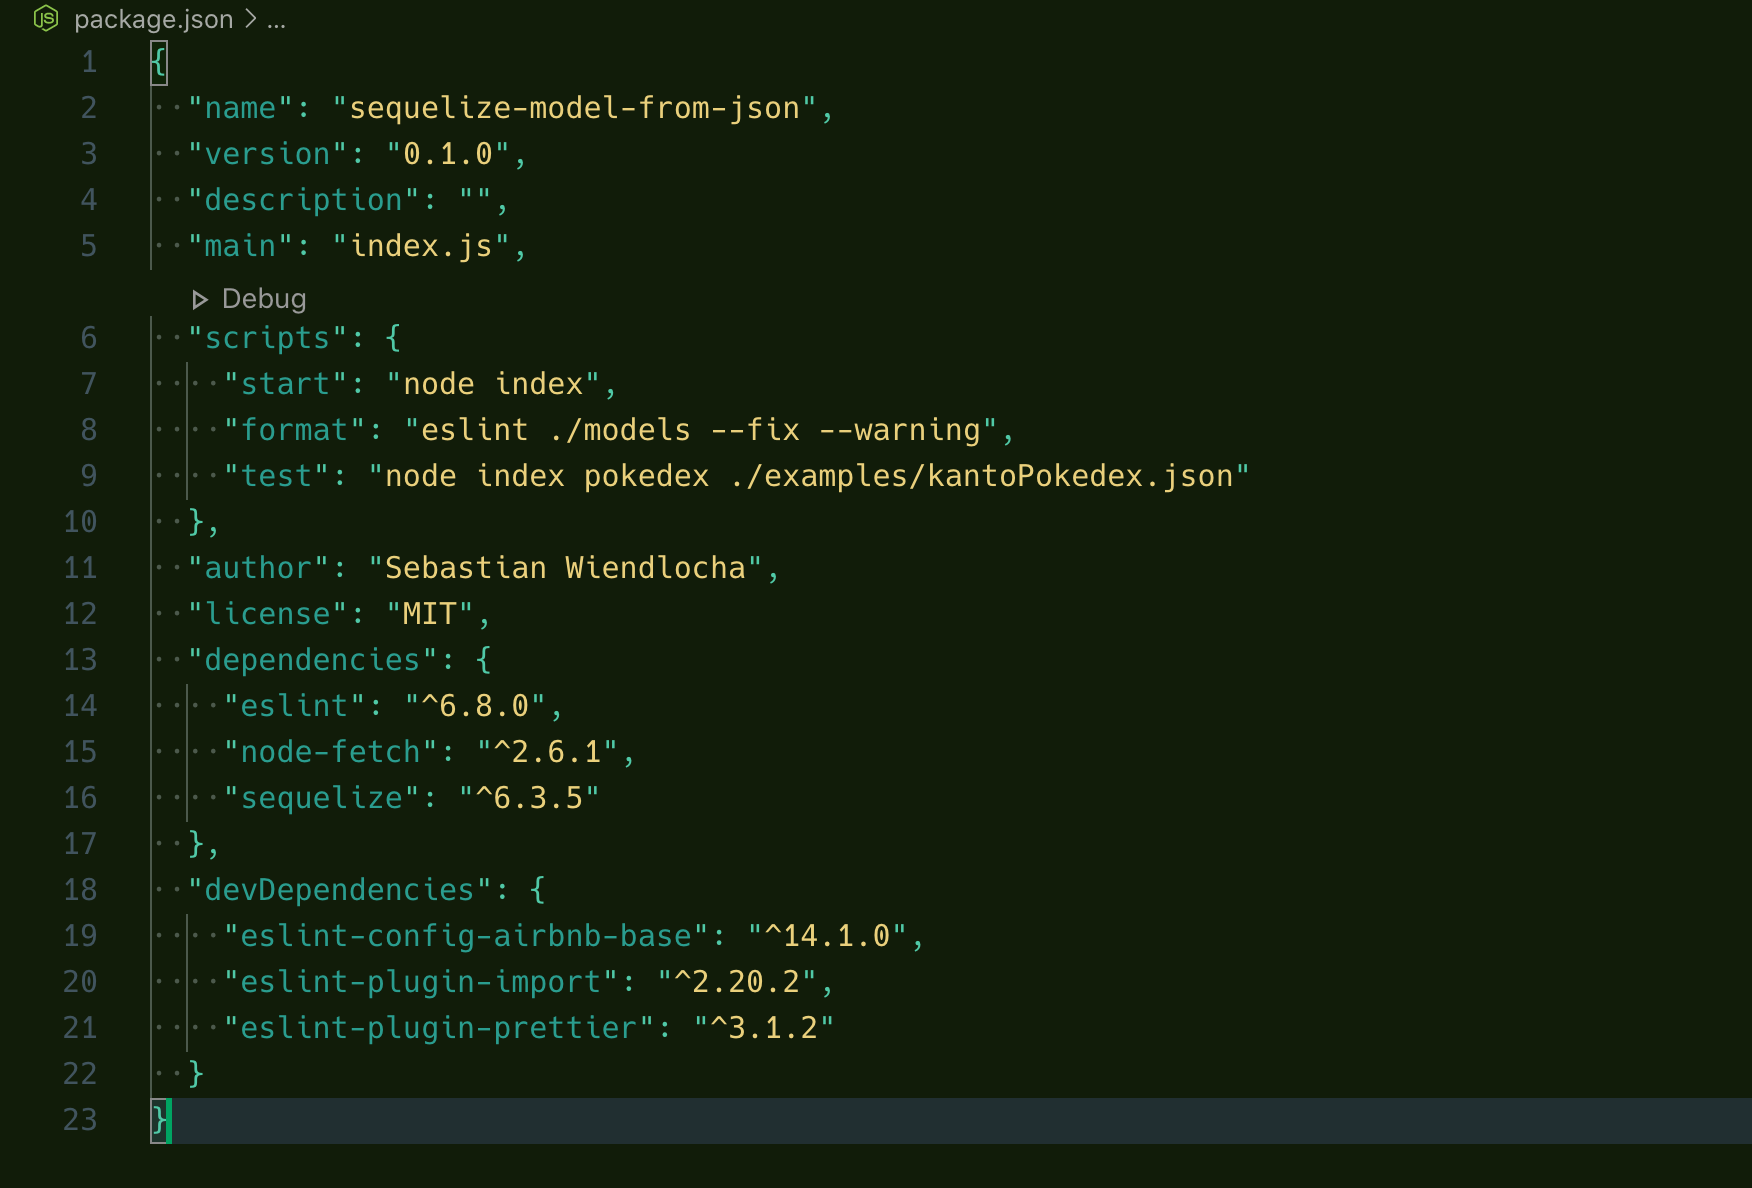 package.json > ...
1 {
2   "name": "sequelize-model-from-json",
3   "version": "0.1.0",
4   "description": "",
5   "main": "index.js",
Debug
6   "scripts": {
7     "start": "node index",
8     "format": "eslint ./models --fix --warning",
9     "test": "node index pokedex ./examples/kantoPokedex.json"
10   },
11   "author": "Sebastian Wiendlocha",
12   "license": "MIT",
13   "dependencies": {
14     "eslint": "^6.8.0",
15     "node-fetch": "^2.6.1",
16     "sequelize": "^6.3.5"
17   },
18   "devDependencies": {
19     "eslint-config-airbnb-base": "^14.1.0",
20     "eslint-plugin-import": "^2.20.2",
21     "eslint-plugin-prettier": "^3.1.2"
22   }
23 }